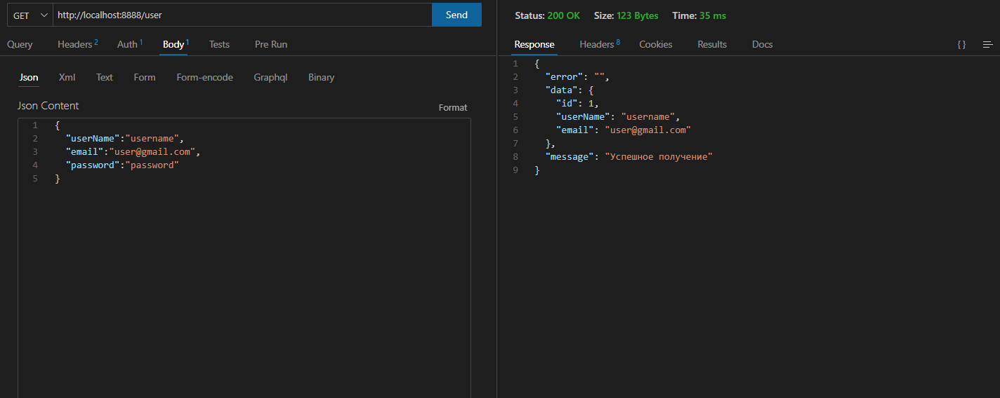 GET http://localhost:8888/user Send
Query Headers 2 Auth 1 Body 1 Tests Pre Run
Json Xml Text Form Form-encode Graphql Binary
Json Content
Format
1 {
2 "userName":"username",
3 "email":"user@gmail.com",
4 "password":"password"
5 }
Status: 200 OK Size: 123 Bytes Time: 35 ms
Response Headers 8 Cookies Results Docs { }
1 {
2 "error": "",
3 "data": {
4 "id": 1,
5 "userName": "username",
6 "email": "user@gmail.com"
7 },
8 "message": "Успешное получение"
9 }